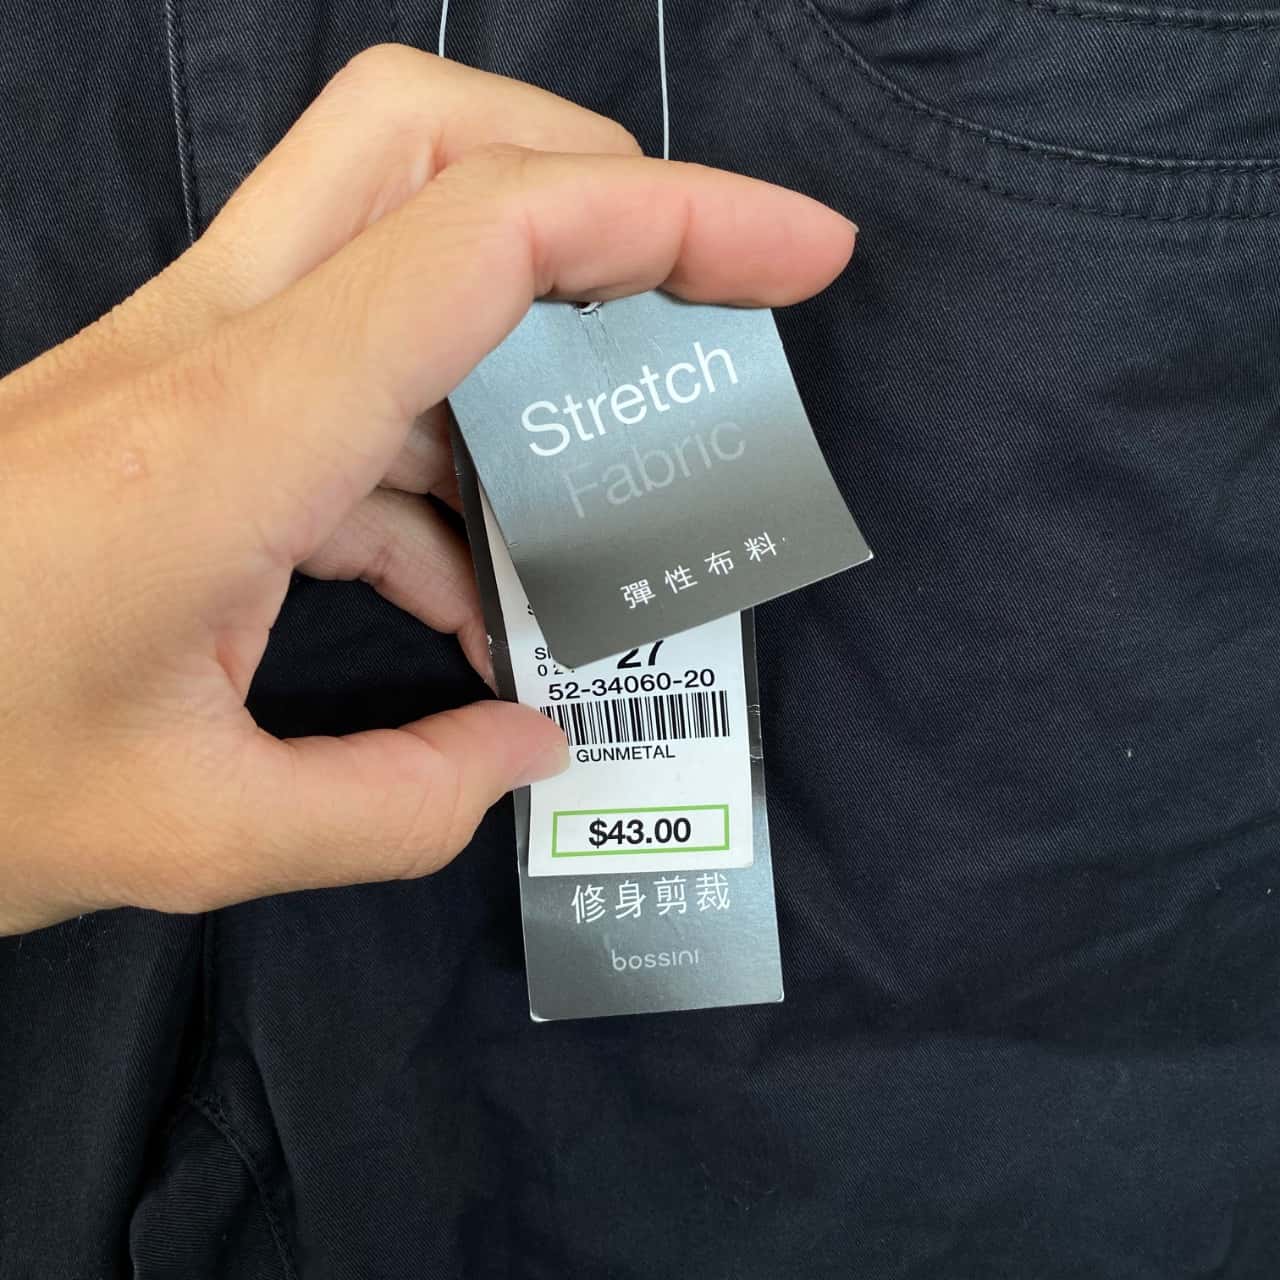 Stretch
Fabric
彈性布料
27
52-34060-20
GUNMETAL
$43.00
修身剪裁
bossini